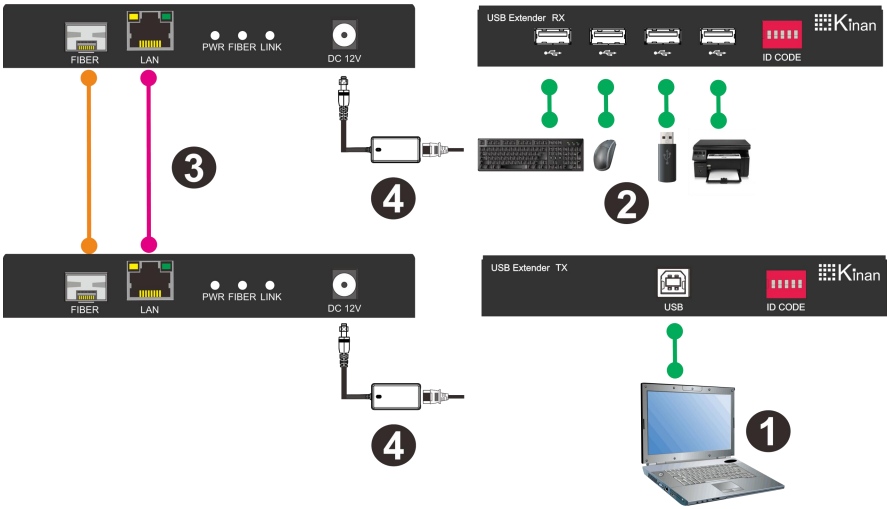 FIBER LAN PWR FIBER LINK DC 12V
USB Extender RX
Kinan
ID CODE
3
4
2
FIBER LAN PWR FIBER LINK DC 12V
USB Extender TX
Kinan
USB
ID CODE
4
1